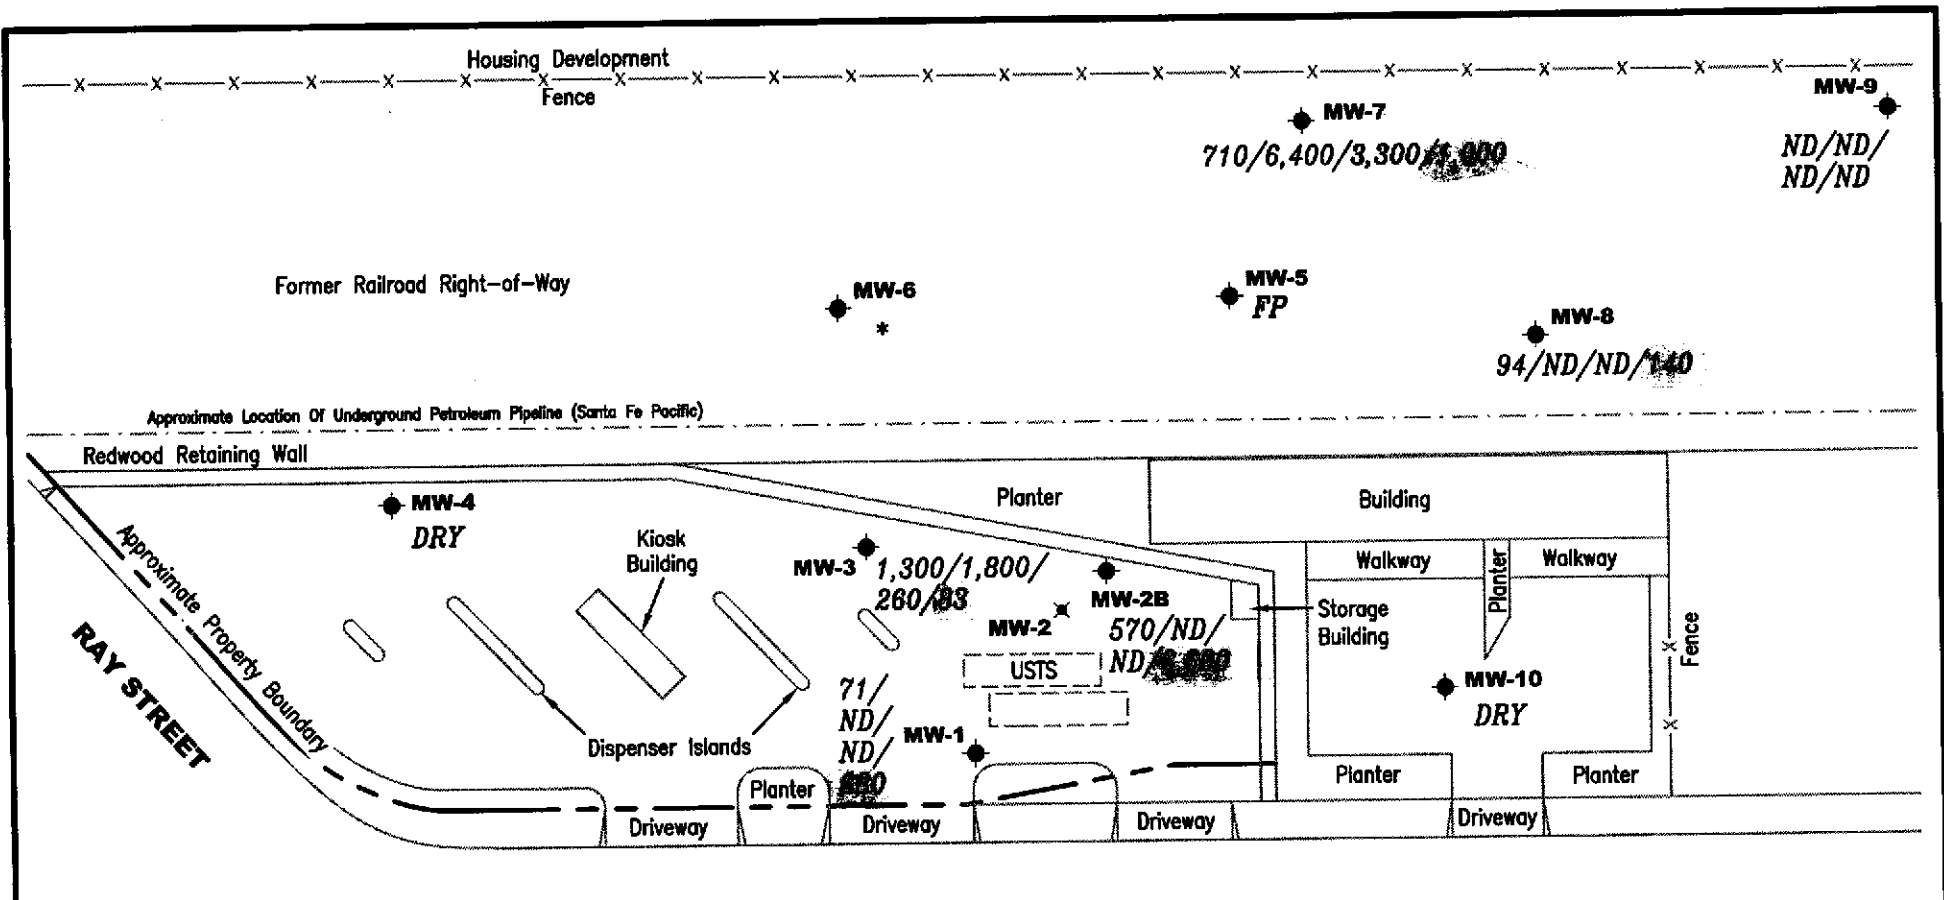 Housing Development
Fence
MW-9
MW-7
710/6,400/3,300/
ND/ND/
ND/ND
Former Railroad Right-of-Way
MW-6
*
MW-5
FP
MW-8
94/ND/ND/140
Approximate Location Of Underground Petroleum Pipeline (Santa Fe Pacific)
Redwood Retaining Wall
MW-4
DRY
Planter
Building
Kiosk
Building
MW-3
1,300/1,800/
260/83
Walkway
Planter
Walkway
MW-2B
570/ND/
ND/
MW-2
USTS
Storage
Building
Fence
Approximate Property Boundary
RAY STREET
71/
ND/
ND/
MW-1
MW-10
DRY
Dispenser Islands
Planter
Planter
Planter
Driveway
Driveway
Driveway
Driveway